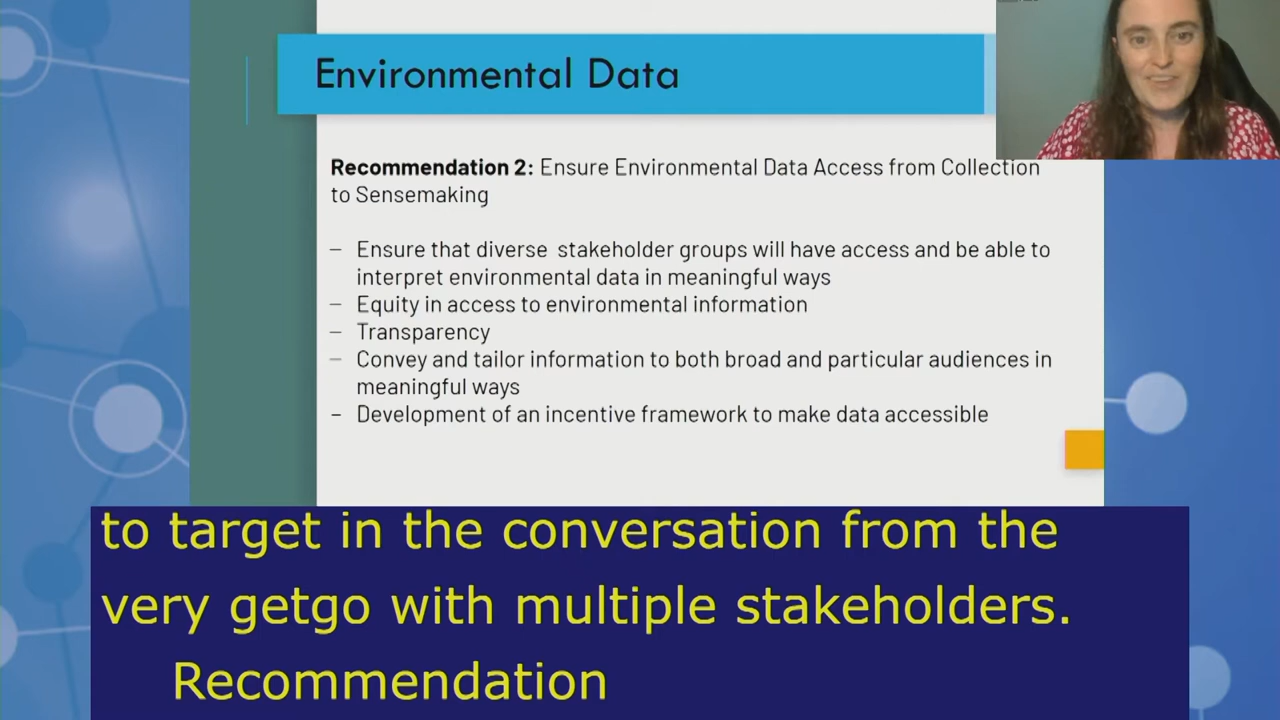 Environmental Data
Recommendation 2: Ensure Environmental Data Access from Collection
to Sensemaking
– Ensure that diverse stakeholder groups will have access and be able to
interpret environmental data in meaningful ways
– Equity in access to environmental information
– Transparency
– Convey and tailor information to both broad and particular audiences in
meaningful ways
– Development of an incentive framework to make data accessible
to target in the conversation from the
very getgo with multiple stakeholders.
Recommendation